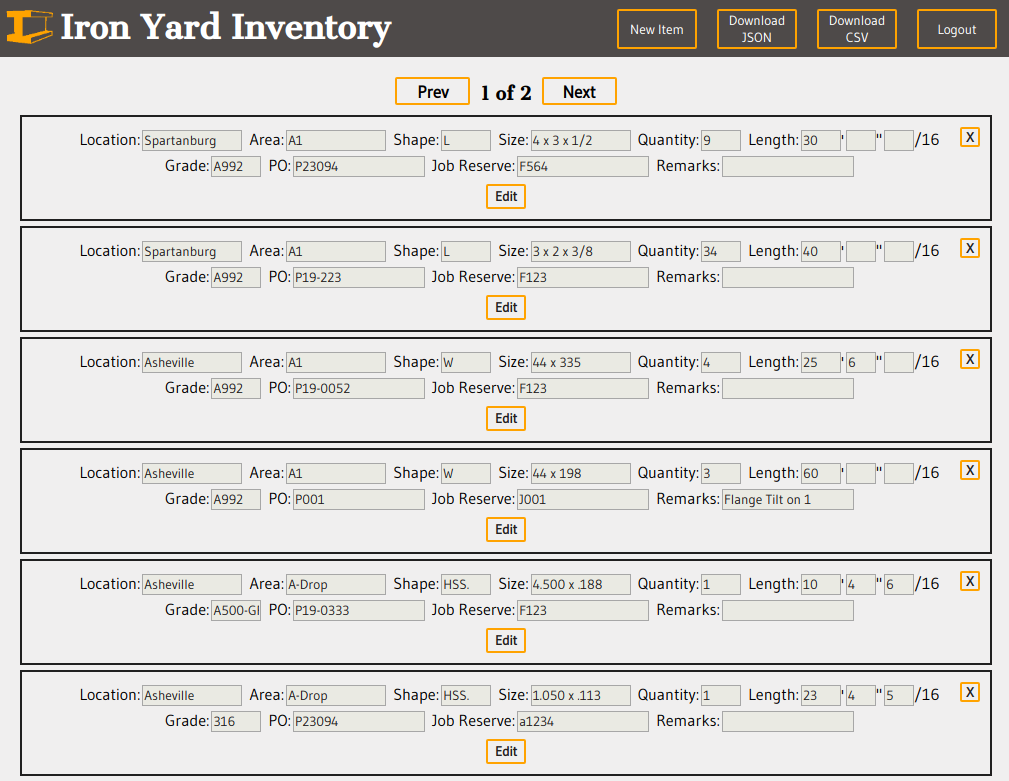 Iron Yard Inventory New Item Download JSON Download CSV Logout
Prev 1 of 2 Next
Location: Spartanburg Area: A1 Shape: L Size: 4 x 3 x 1/2 Quantity: 9 Length: 30 ' " /16 X
Grade: A992 PO: P23094 Job Reserve: F564 Remarks:
Edit
Location: Spartanburg Area: A1 Shape: L Size: 3 x 2 x 3/8 Quantity: 34 Length: 40 ' " /16 X
Grade: A992 PO: P19-223 Job Reserve: F123 Remarks:
Edit
Location: Asheville Area: A1 Shape: W Size: 44 x 335 Quantity: 4 Length: 25 ' 6 " /16 X
Grade: A992 PO: P19-0052 Job Reserve: F123 Remarks:
Edit
Location: Asheville Area: A1 Shape: W Size: 44 x 198 Quantity: 3 Length: 60 ' " /16 X
Grade: A992 PO: P001 Job Reserve: J001 Remarks: Flange Tilt on 1
Edit
Location: Asheville Area: A-Drop Shape: HSS. Size: 4.500 x .188 Quantity: 1 Length: 10 ' 4 " 6 /16 X
Grade: A500-Gl PO: P19-0333 Job Reserve: F123 Remarks:
Edit
Location: Asheville Area: A-Drop Shape: HSS. Size: 1.050 x .113 Quantity: 1 Length: 23 ' 4 " 5 /16 X
Grade: 316 PO: P23094 Job Reserve: a1234 Remarks:
Edit